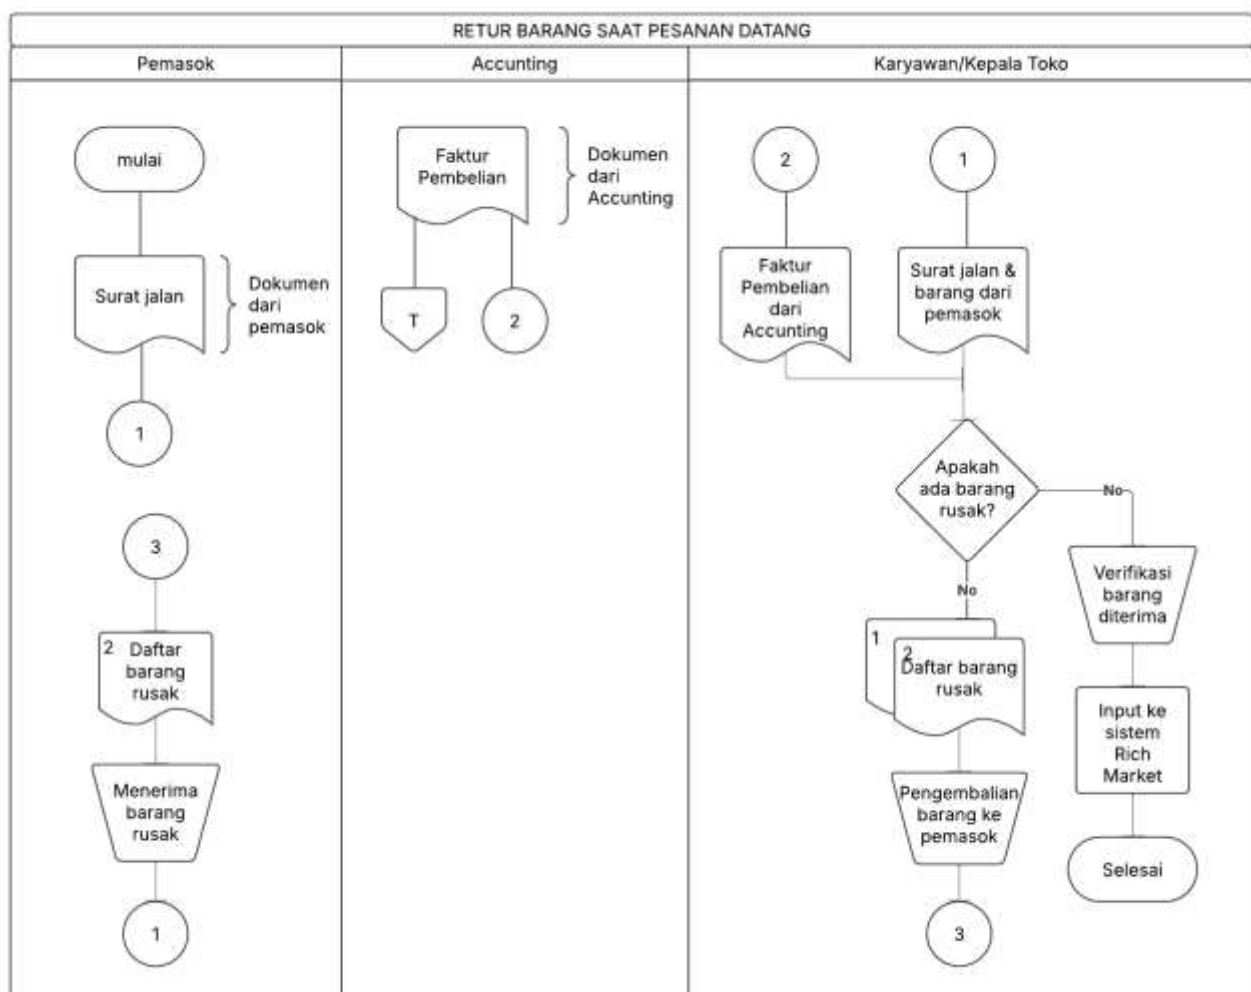 RETUR BARANG SAAT PESANAN DATANG
Pemasok
Accunting
Karyawan/Kepala Toko
mulai
Surat jalan
Dokumen
dari
pemasok
1
3
2
Daftar
barang
rusak
Menerima
barang
rusak
1
Faktur
Pembelian
Dokumen
dari
Accunting
T
2
2
1
Faktur
Pembelian
dari
Accunting
Surat jalan &
barang dari
pemasok
Apakah
ada barang
rusak?
No
No
1
2
Daftar barang
rusak
Pengembalian
barang ke
pemasok
3
Verifikasi
barang
diterima
Input ke
sistem
Rich
Market
Selesai